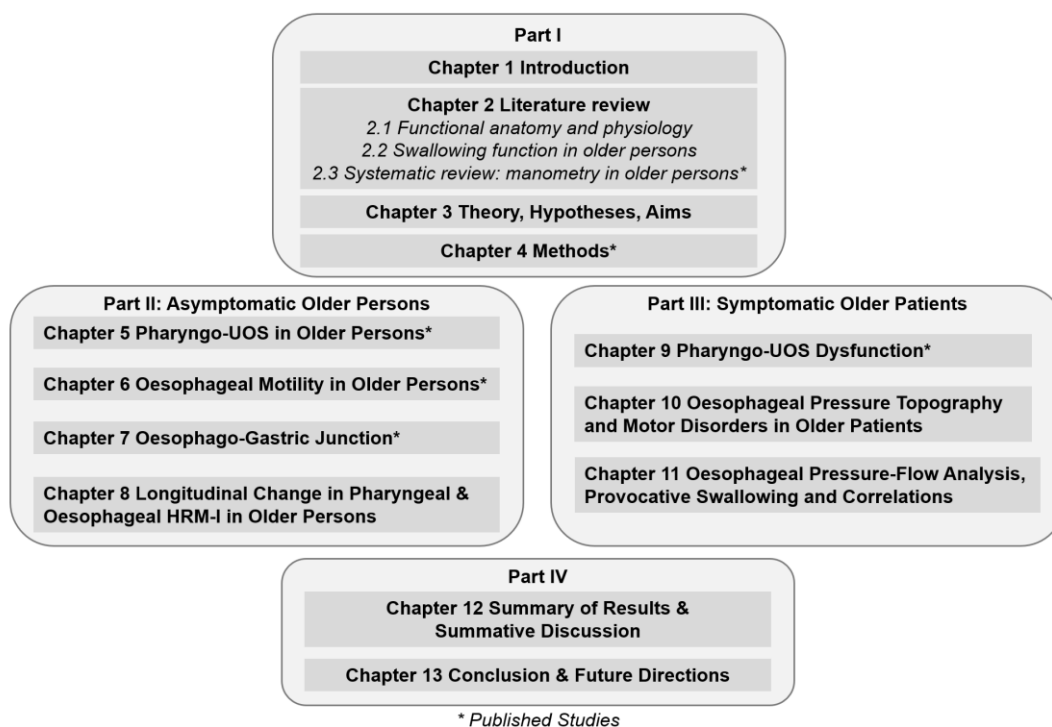 Part I
Chapter 1 Introduction
Chapter 2 Literature review
2.1 Functional anatomy and physiology
2.2 Swallowing function in older persons
2.3 Systematic review: manometry in older persons*
Chapter 3 Theory, Hypotheses, Aims
Chapter 4 Methods*
Part II: Asymptomatic Older Persons
Chapter 5 Pharyngo-UOS in Older Persons*
Chapter 6 Oesophageal Motility in Older Persons*
Chapter 7 Oesophago-Gastric Junction*
Chapter 8 Longitudinal Change in Pharyngeal &
Oesophageal HRM-I in Older Persons
Part III: Symptomatic Older Patients
Chapter 9 Pharyngo-UOS Dysfunction*
Chapter 10 Oesophageal Pressure Topography
and Motor Disorders in Older Patients
Chapter 11 Oesophageal Pressure-Flow Analysis,
Provocative Swallowing and Correlations
Part IV
Chapter 12 Summary of Results &
Summative Discussion
Chapter 13 Conclusion & Future Directions
* Published Studies